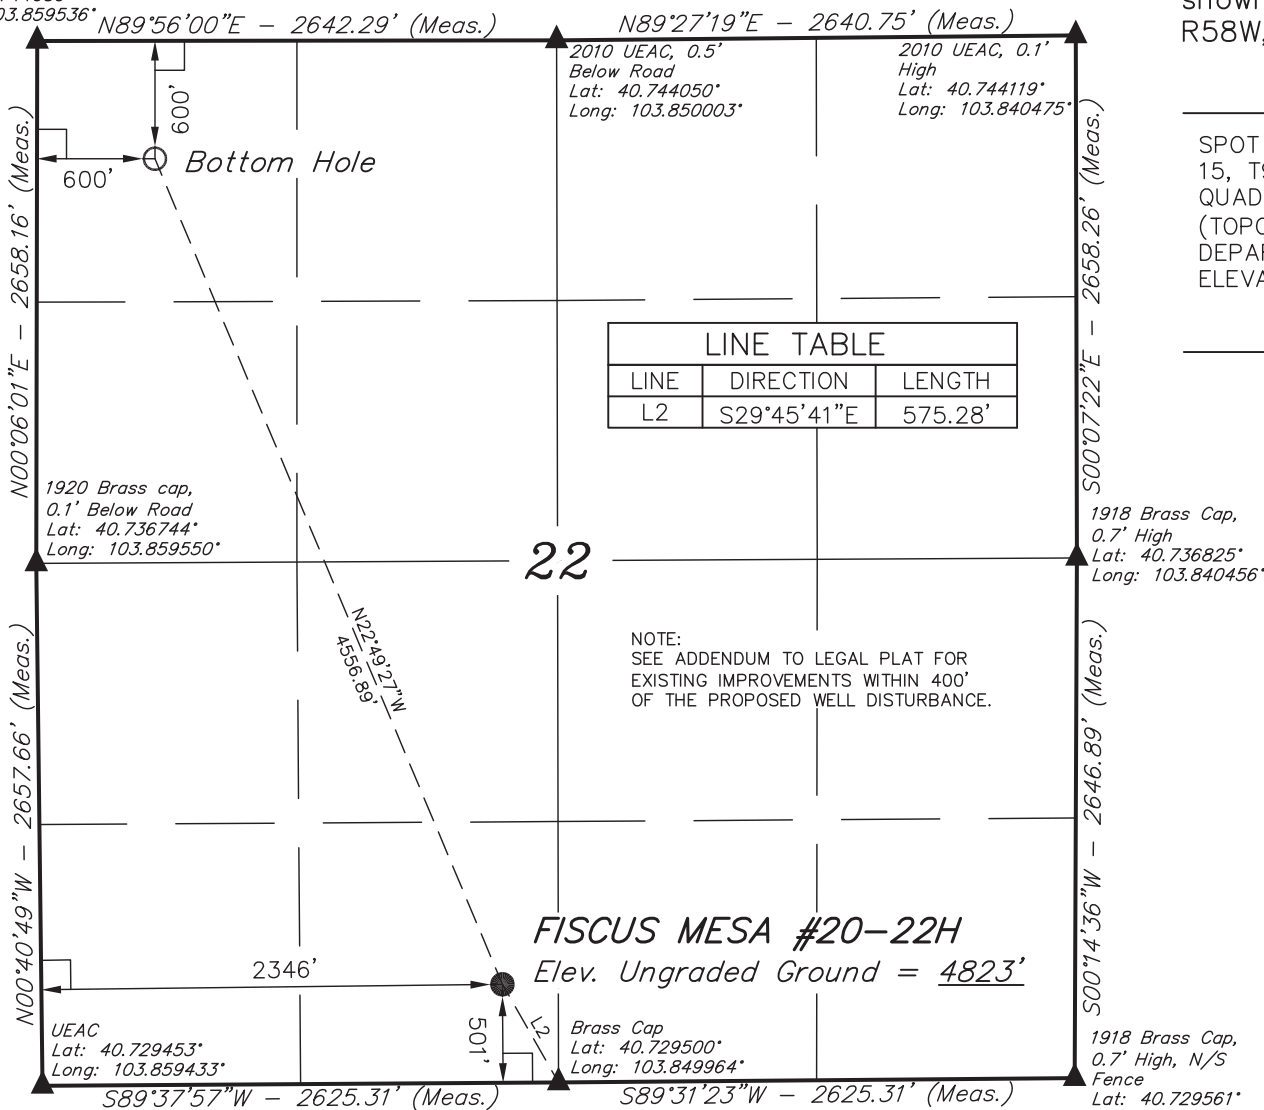 03.859536°
N89°56'00"E - 2642.29' (Meas.)
N89°27'19"E - 2640.75' (Meas.)
R58W,
2010 UEAC, 0.5'
Below Road
Lat: 40.744050°
Long: 103.850003°
2010 UEAC, 0.1'
High
Lat: 40.744119°
Long: 103.840475°
600'
600'
Bottom Hole
N00°06'01"E - 2658.16' (Meas.)
S00°07'22"E - 2658.26' (Meas.)
SPOT
15, T9
QUAD
(TOPO
DEPAR
ELEVA
LINE TABLE
LINE DIRECTION LENGTH
L2 S29°45'41"E 575.28'
1920 Brass cap,
0.1' Below Road
Lat: 40.736744°
Long: 103.859550°
22
1918 Brass Cap,
0.7' High
Lat: 40.736825°
Long: 103.840456°
N22°49'27"W
4556.89'
NOTE:
SEE ADDENDUM TO LEGAL PLAT FOR
EXISTING IMPROVEMENTS WITHIN 400'
OF THE PROPOSED WELL DISTURBANCE.
N00°40'49"W - 2657.66' (Meas.)
S00°14'36"W - 2646.89' (Meas.)
FISCUS MESA #20-22H
Elev. Ungraded Ground = 4823'
2346'
501'
L2
UEAC
Lat: 40.729453°
Long: 103.859433°
Brass Cap
Lat: 40.729500°
Long: 103.849964°
1918 Brass Cap,
0.7' High, N/S
Fence
Lat: 40.729561°
S89°37'57"W - 2625.31' (Meas.)
S89°31'23"W - 2625.31' (Meas.)